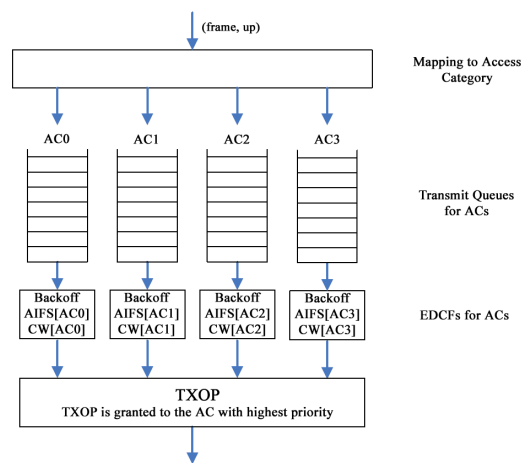 (frame, up)
Mapping to Access
Category
AC0 AC1 AC2 AC3
Transmit Queues
for ACs
Backoff Backoff Backoff Backoff
AIFS[AC0] AIFS[AC1] AIFS[AC2] AIFS[AC3]
CW[AC0] CW[AC1] CW[AC2] CW[AC3]
EDCFs for ACs
TXOP
TXOP is granted to the AC with highest priority